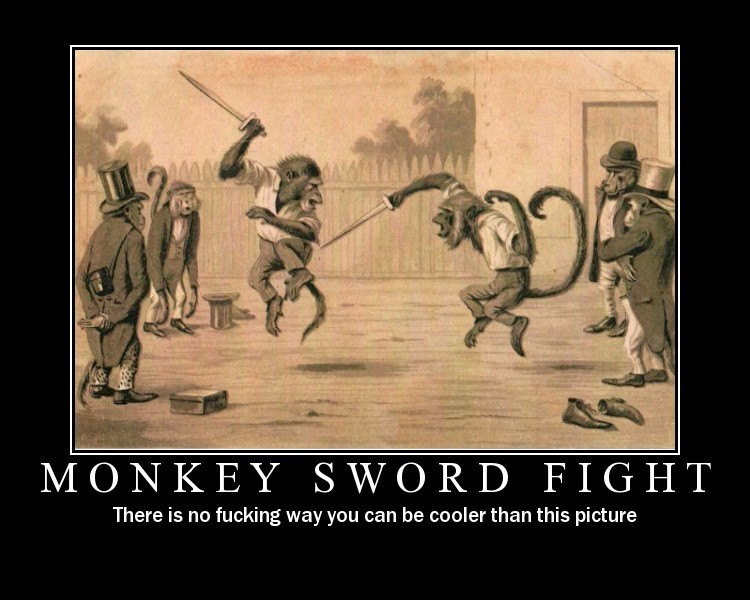 MONKEY SWORD FIGHT
There is no fucking way you can be cooler than this picture